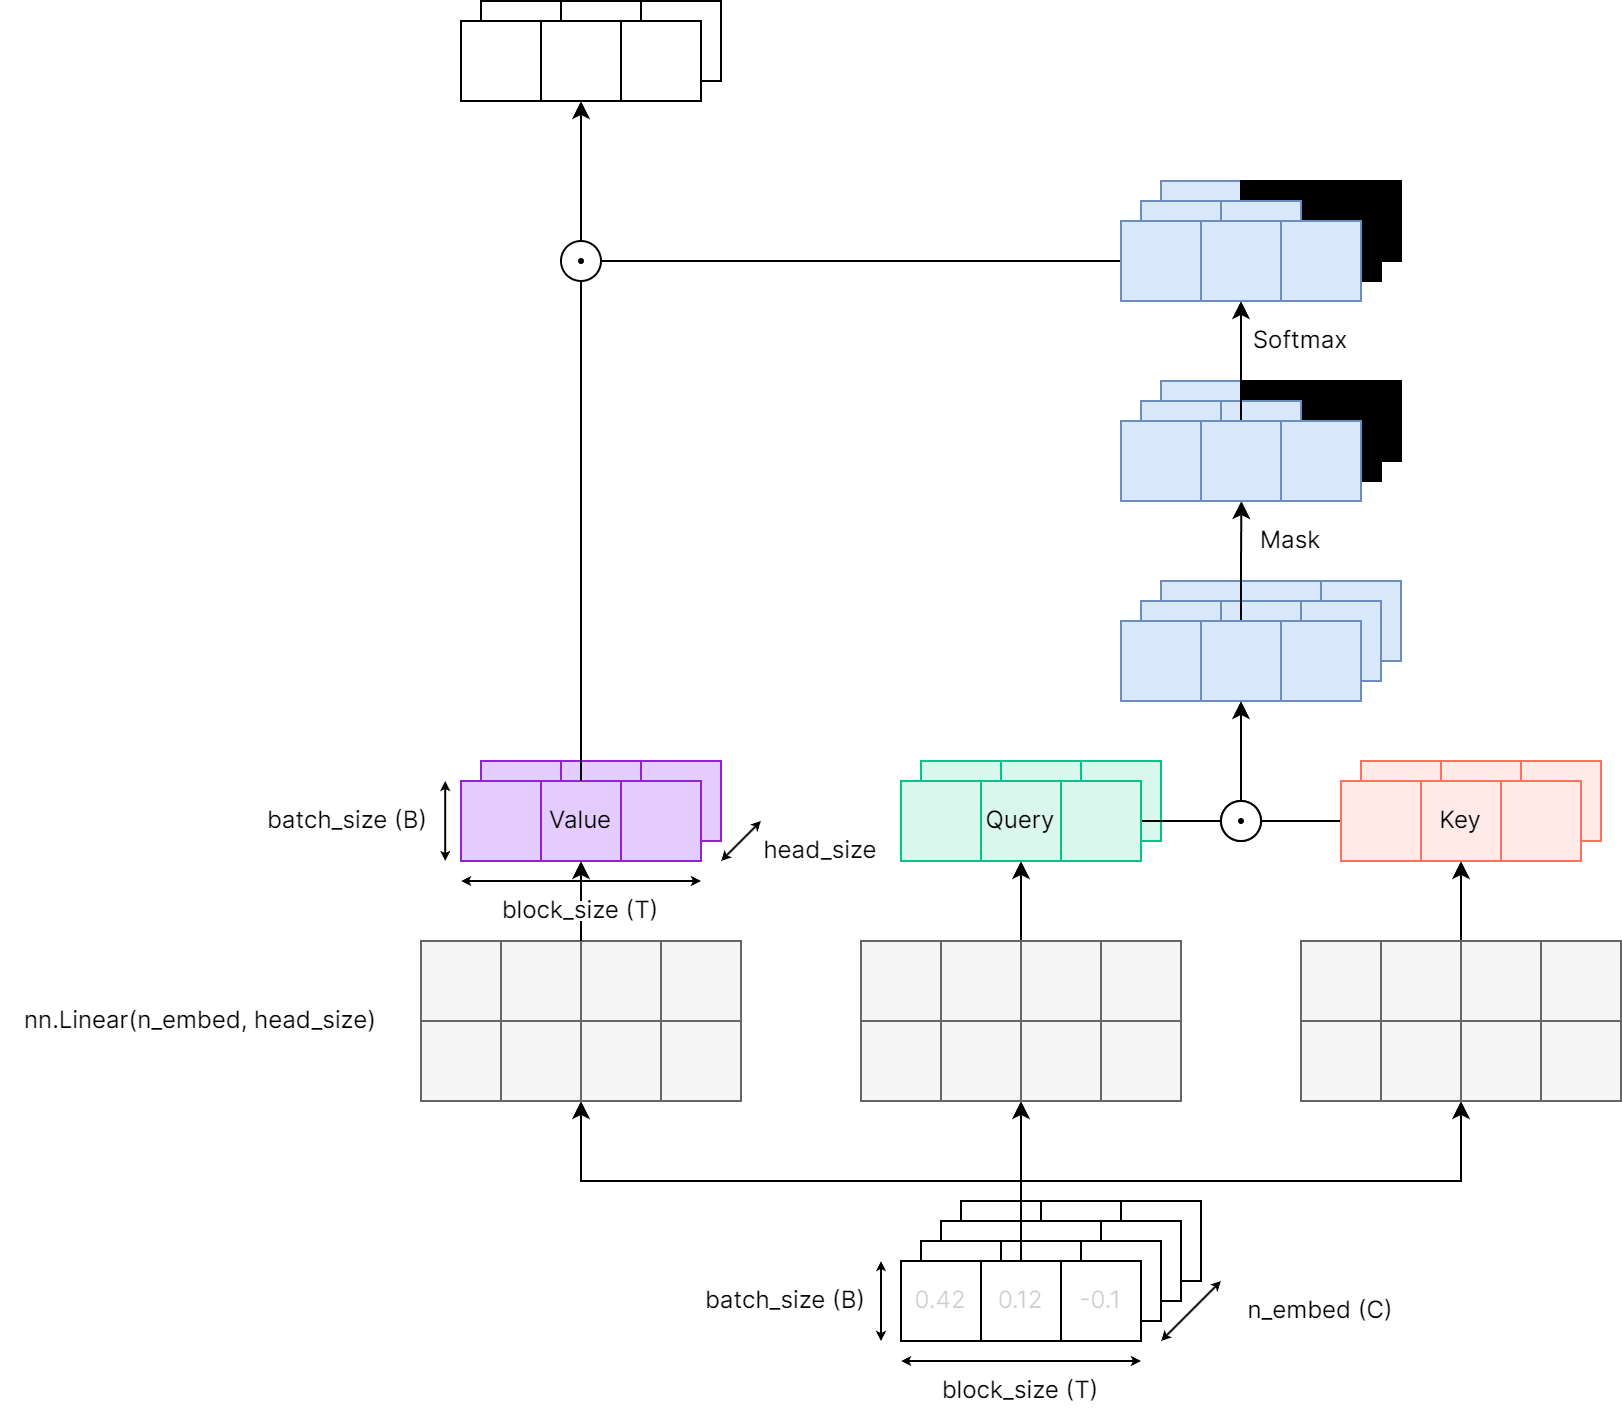 Softmax
Mask
batch_size (B)
Value
Query
Key
head_size
block_size (T)
nn.Linear(n_embed, head_size)
batch_size (B)
0.42
0.12
-0.1
n_embed (C)
block_size (T)